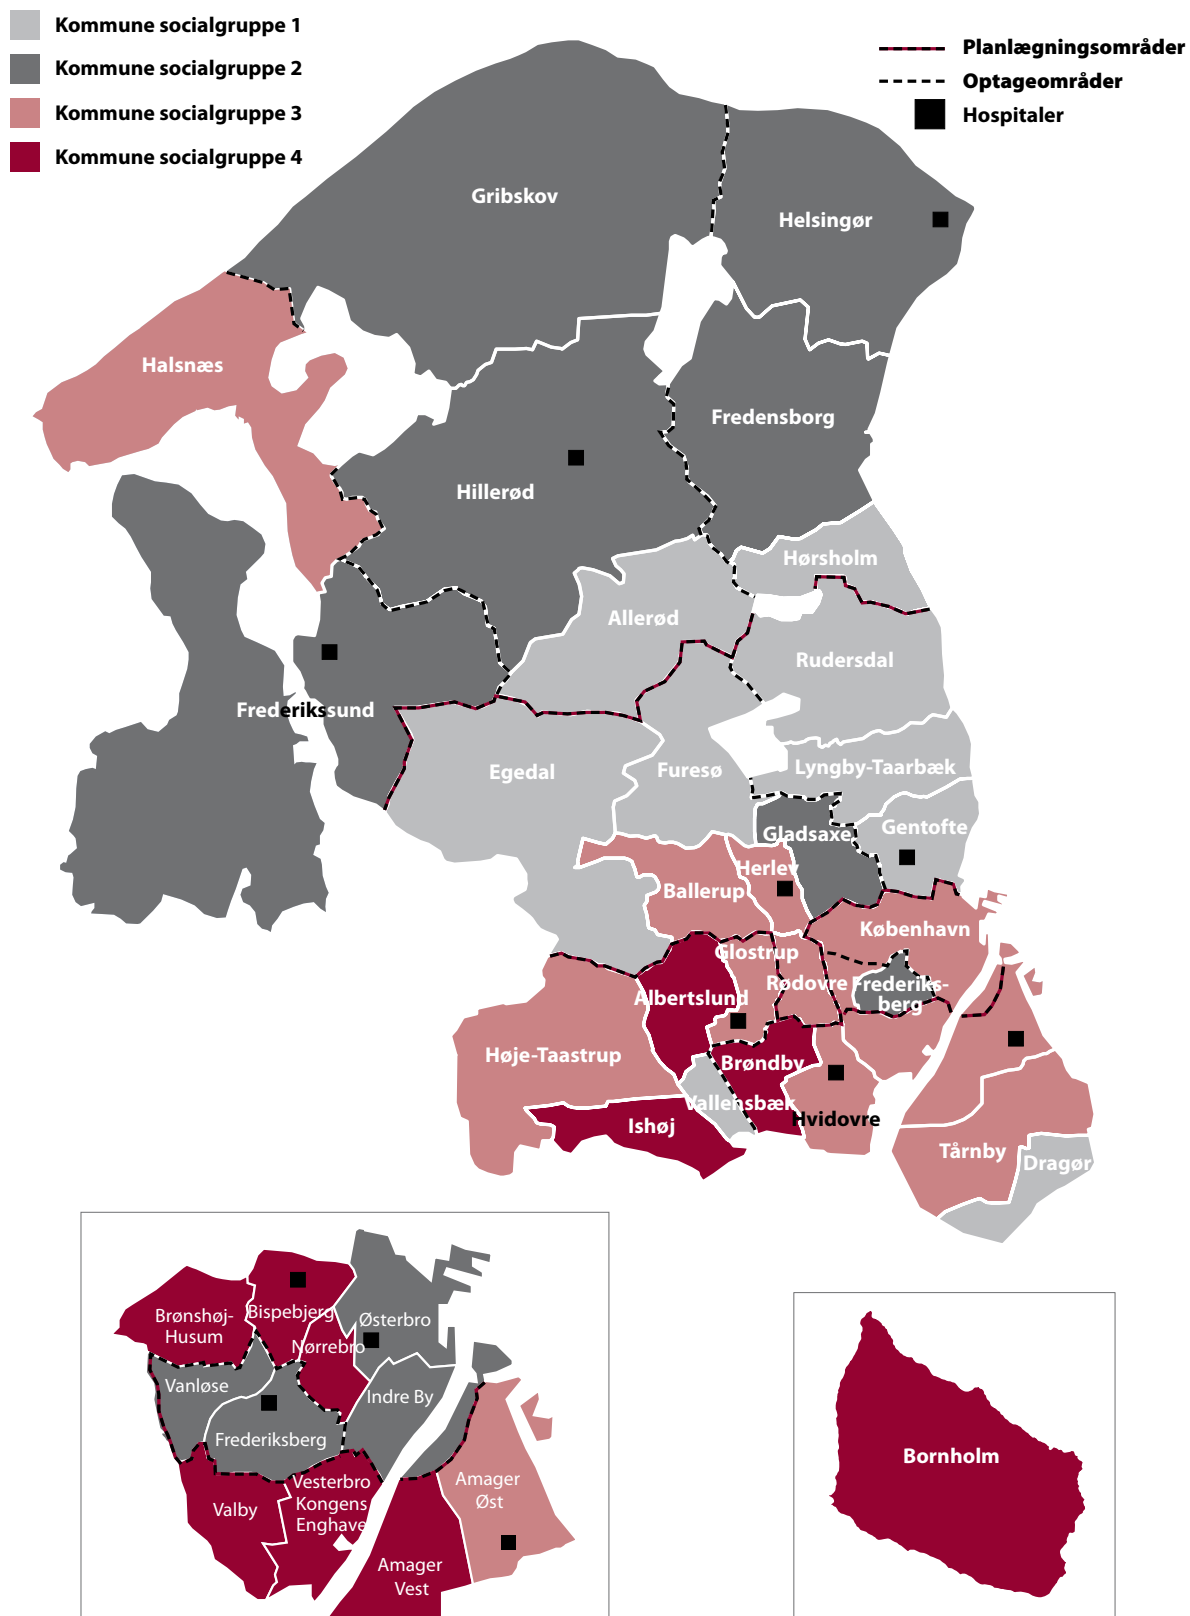 Kommune socialgruppe 1
Kommune socialgruppe 2
Kommune socialgruppe 3
Kommune socialgruppe 4
Planlægningsområder
Optageområder
Hospitaler
Gribskov
Helsingør
Halsnæs
Fredensborg
Hillerød
Hørsholm
Allerød
Rudersdal
Frederikssund
Egedal
Furesø
Lyngby-Taarbæk
Gladsaxe
Gentofte
Herlev
Ballerup
København
Glostrup
Rødovre
Frederiks-
berg
Albertslund
Høje-Taastrup
Brøndby
Vallensbæk
Hvidovre
Ishøj
Tårnby
Dragør
Brønshøj-
Husum
Bispebjerg
Østerbro
Nørrebro
Vanløse
Indre By
Frederiksberg
Valby
Vesterbro
Kongens
Enghave
Amager
Øst
Amager
Vest
Bornholm